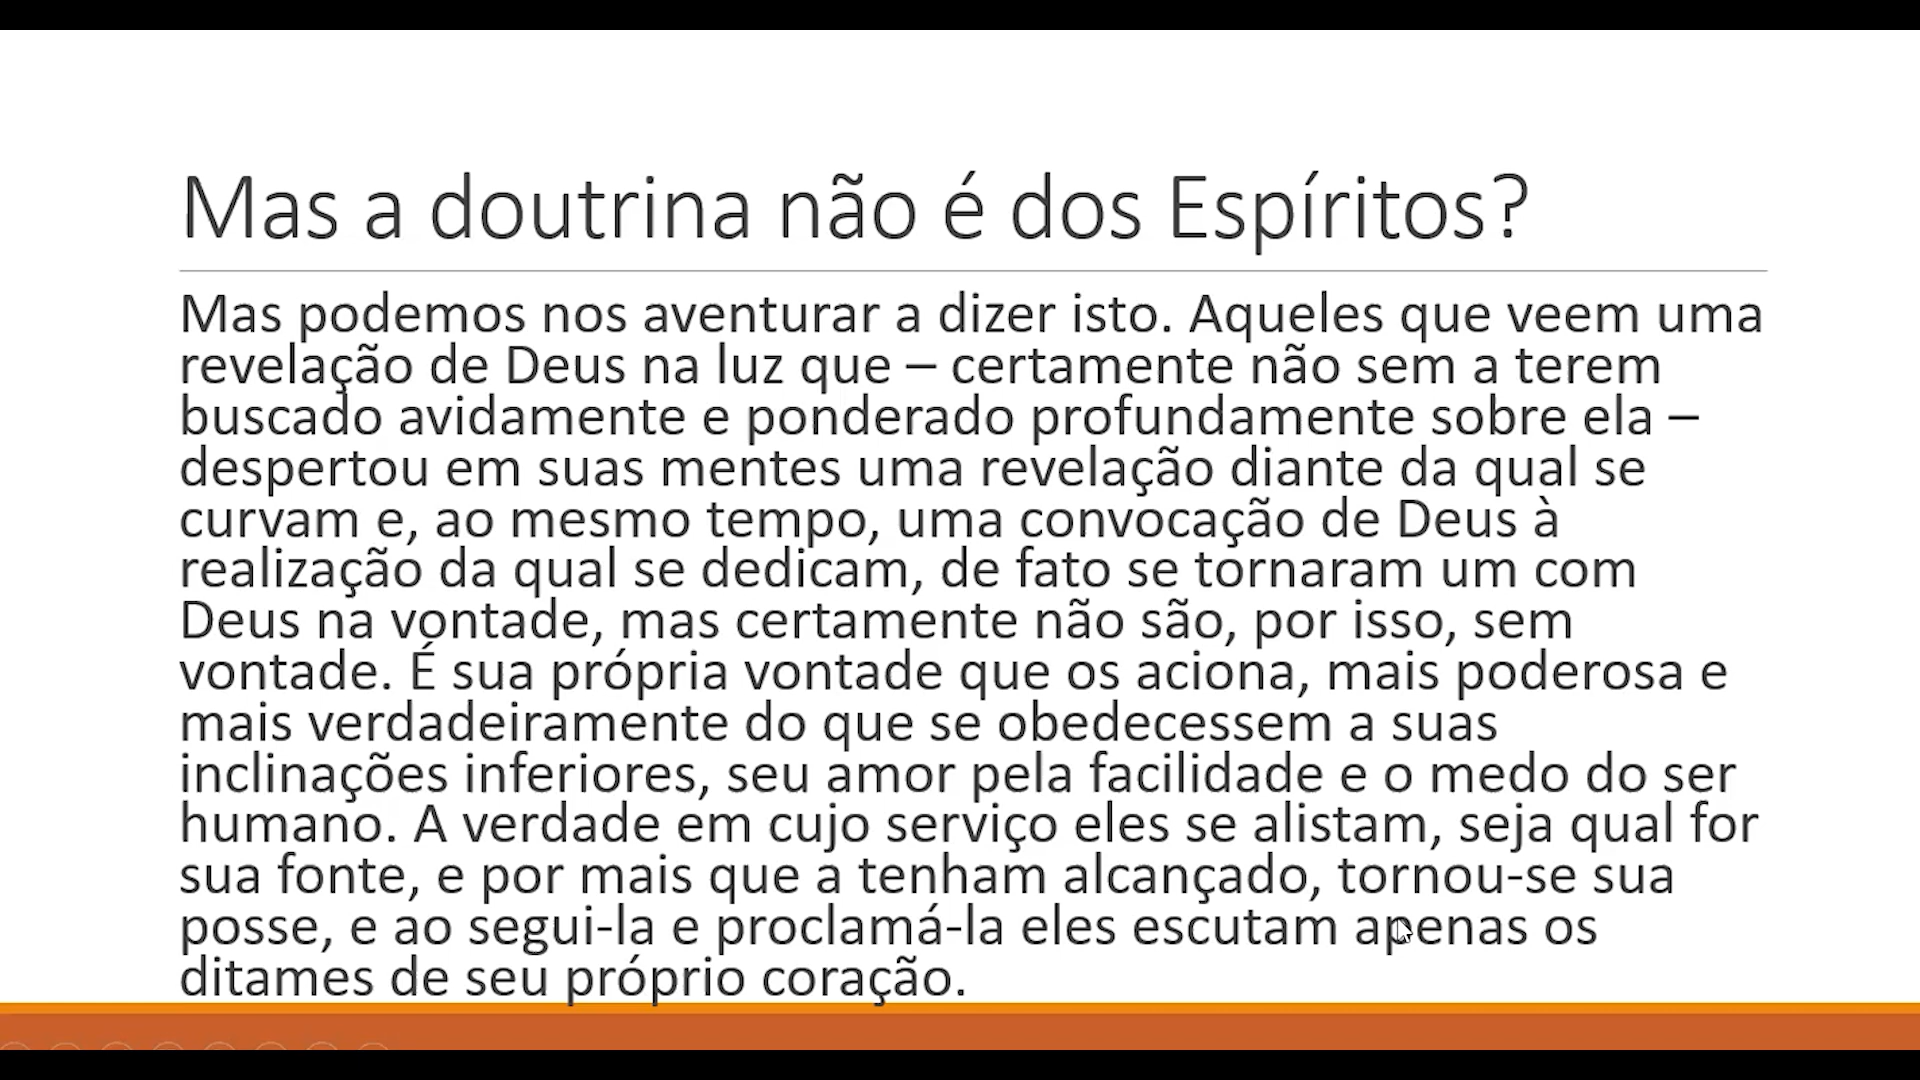 Mas a doutrina não é dos Espíritos?
Mas podemos nos aventurar a dizer isto. Aqueles que veem uma
revelação de Deus na luz que – certamente não sem a terem
buscado avidamente e ponderado profundamente sobre ela –
despertou em suas mentes uma revelação diante da qual se
curvam e, ao mesmo tempo, uma convocação de Deus à
realização da qual se dedicam, de fato se tornaram um com
Deus na vontade, mas certamente não são, por isso, sem
vontade. É sua própria vontade que os aciona, mais poderosa e
mais verdadeiramente do que se obedecessem a suas
inclinações inferiores, seu amor pela facilidade e o medo do ser
humano. A verdade em cujo serviço eles se alistam, seja qual for
sua fonte, e por mais que a tenham alcançado, tornou-se sua
posse, e ao segui-la e proclamá-la eles escutam apenas os
ditames de seu próprio coração.